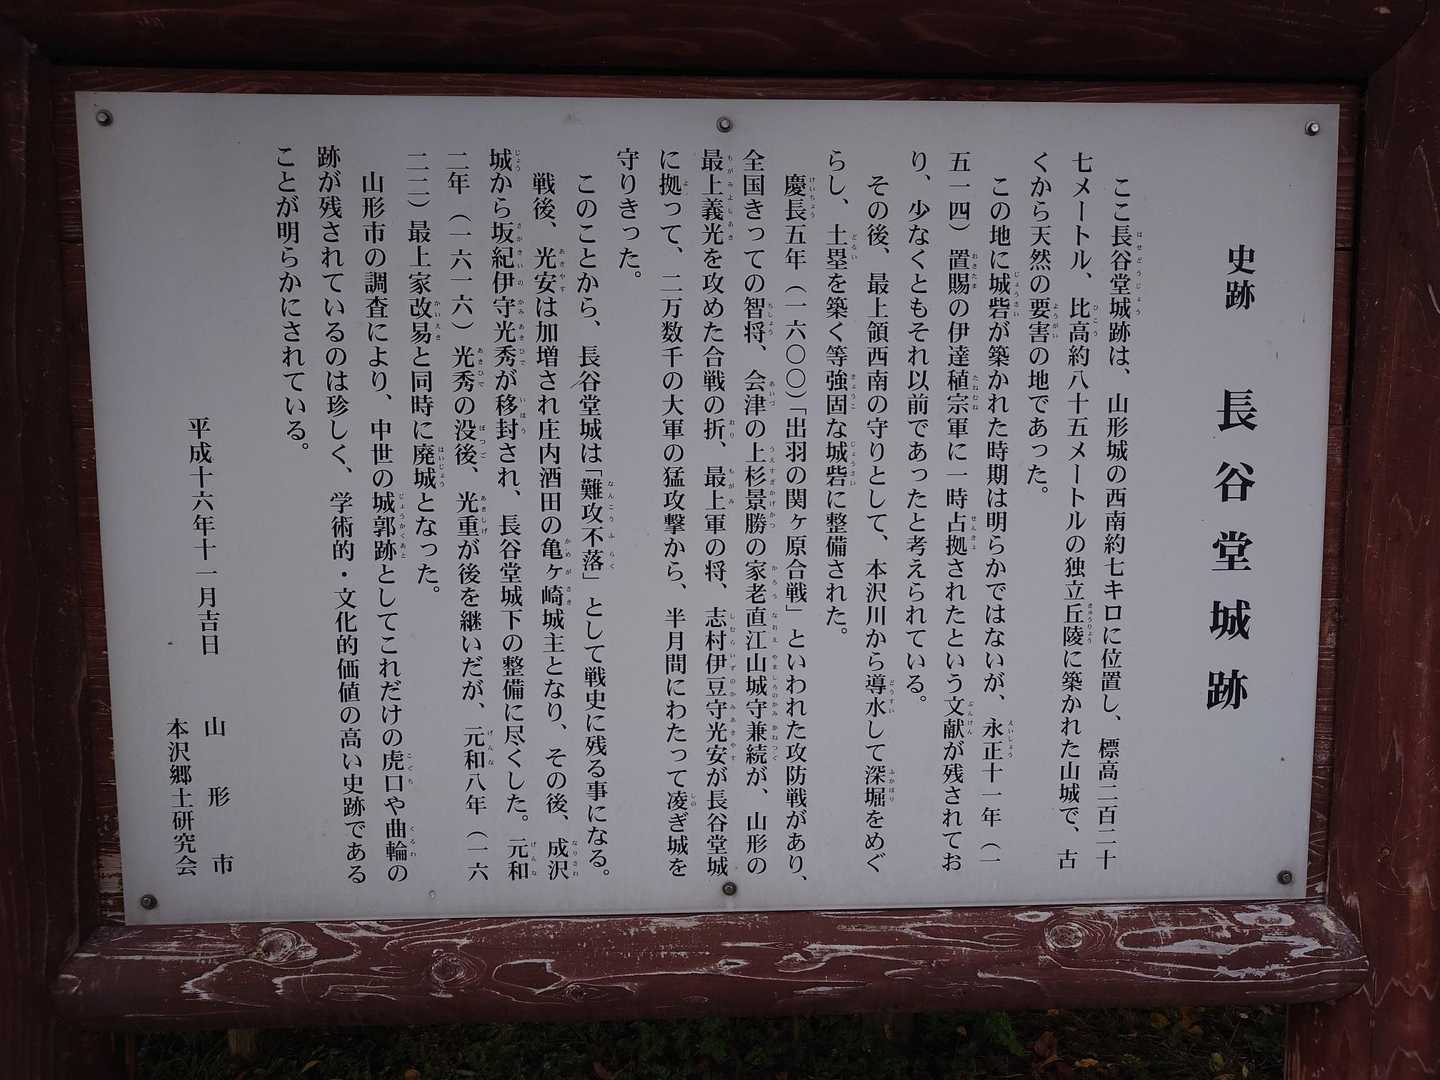 史跡 長谷堂城跡
ここ長谷堂城跡は、山形城の西南約七キロに位置し、標高二百二十
七メートル、比高約八十五メートルの独立丘陵に築かれた山城で、古
くから天然の要害の地であった。
この地に城砦が築かれた時期は明らかではないが、永正十一年（一
五一四）置賜の伊達稙宗軍に一時占拠されたという文献が残されてお
り、少なくともそれ以前であったと考えられている。
その後、最上領西南の守りとして、本沢川から導水して深堀をめぐ
らし、土塁を築く等強固な城砦に整備された。
慶長五年（一六〇〇）「出羽の関ヶ原合戦」といわれた攻防戦があり、
全国きっての智将、会津の上杉景勝の家老直江山城守兼続が、山形の
最上義光を攻めた合戦の折、最上軍の将、志村伊豆守光安が長谷堂城
に拠って、二万数千の大軍の猛攻撃から、半月間にわたって凌ぎ城を
守りきった。
このことから、長谷堂城は「難攻不落」として戦史に残る事になる。
戦後、光安は加増され庄内酒田の亀ヶ崎城主となり、その後、成沢
城から坂紀伊守光秀が移封され、長谷堂城下の整備に尽くした。元和
二年（一六一六）光秀の没後、光重が後を継いだが、元和八年（一六
二二）最上家改易と同時に廃城となった。
山形市の調査により、中世の城郭跡としてこれだけの虎口や曲輪の
跡が残されているのは珍しく、学術的・文化的価値の高い史跡である
ことが明らかにされている。
平成十六年十一月吉日 山形市
本沢郷土研究会